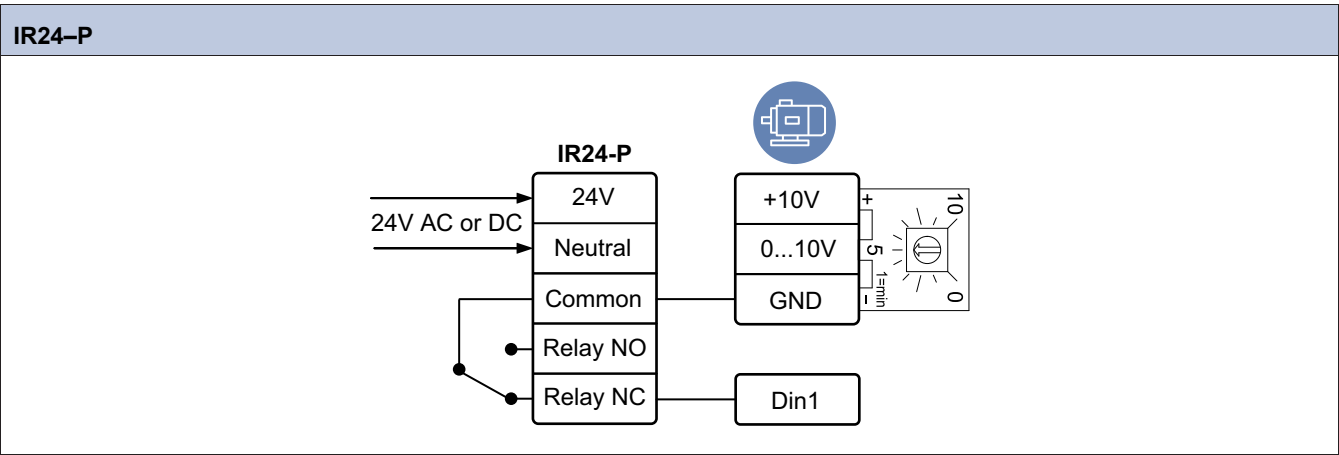 IR24–P
IR24-P
24V AC or DC
24V
Neutral
Common
Relay NO
Relay NC
+10V
0...10V
GND
Din1
+
-
10
5
0
1=min